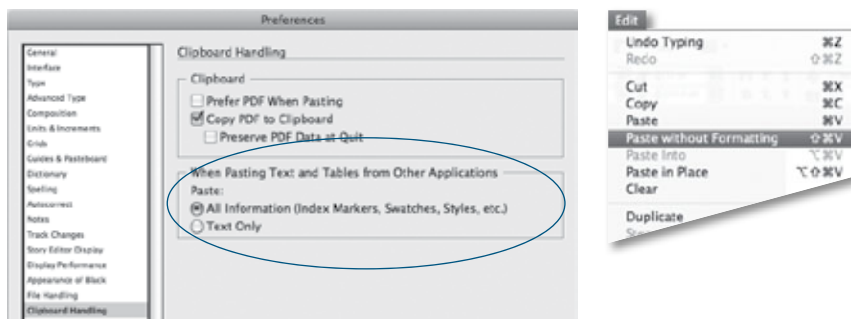 Preferences
General
Interface
Type
Advanced Type
Composition
Units & Increments
Grids
Guides & Pasteboard
Dictionary
Spelling
Autocorrect
Notes
Track Changes
Story Editor Display
Display Performance
Appearance of Black
File Handling
Clipboard Handling
Clipboard Handling
Clipboard
Prefer PDF When Pasting
Copy PDF to Clipboard
Preserve PDF Data at Quit
When Pasting Text and Tables from Other Applications
Paste:
All Information (Index Markers, Swatches, Styles, etc.)
Text Only
Edit
Undo Typing ⌘Z
Redo ⇧⌘Z
Cut ⌘X
Copy ⌘C
Paste ⌘V
Paste without Formatting ⇧⌘V
Paste Into ⌥⌘V
Paste in Place ⌥⇧⌘V
Clear
Duplicate